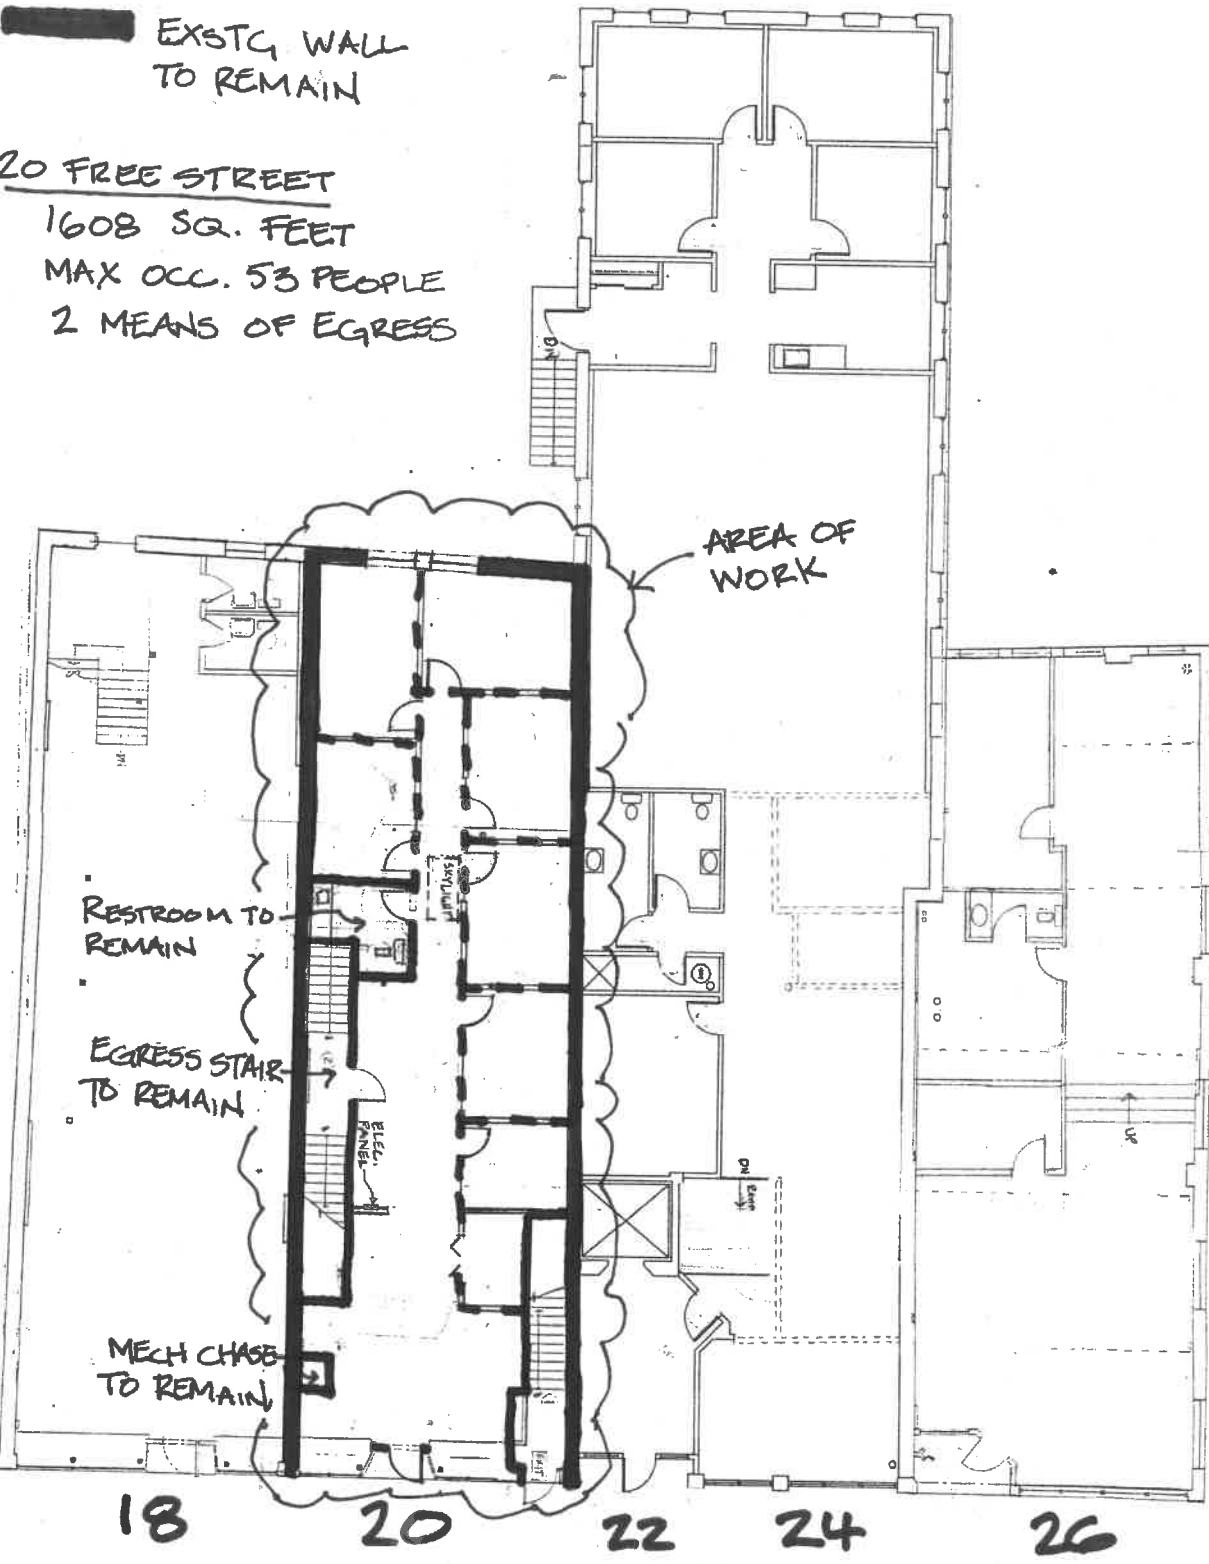 EXSTG WALL
TO REMAIN
20 FREE STREET
1608 SQ. FEET
MAX OCC. 53 PEOPLE
2 MEANS OF EGRESS
DN
AREA OF
WORK
SKYLIGHT
RESTROOM TO
REMAIN
EGRESS STAIR
TO REMAIN
ELEC.
PANEL
UP
DN
Ramp
MECH CHASE
TO REMAIN
EXIT
18
20
22
24
26